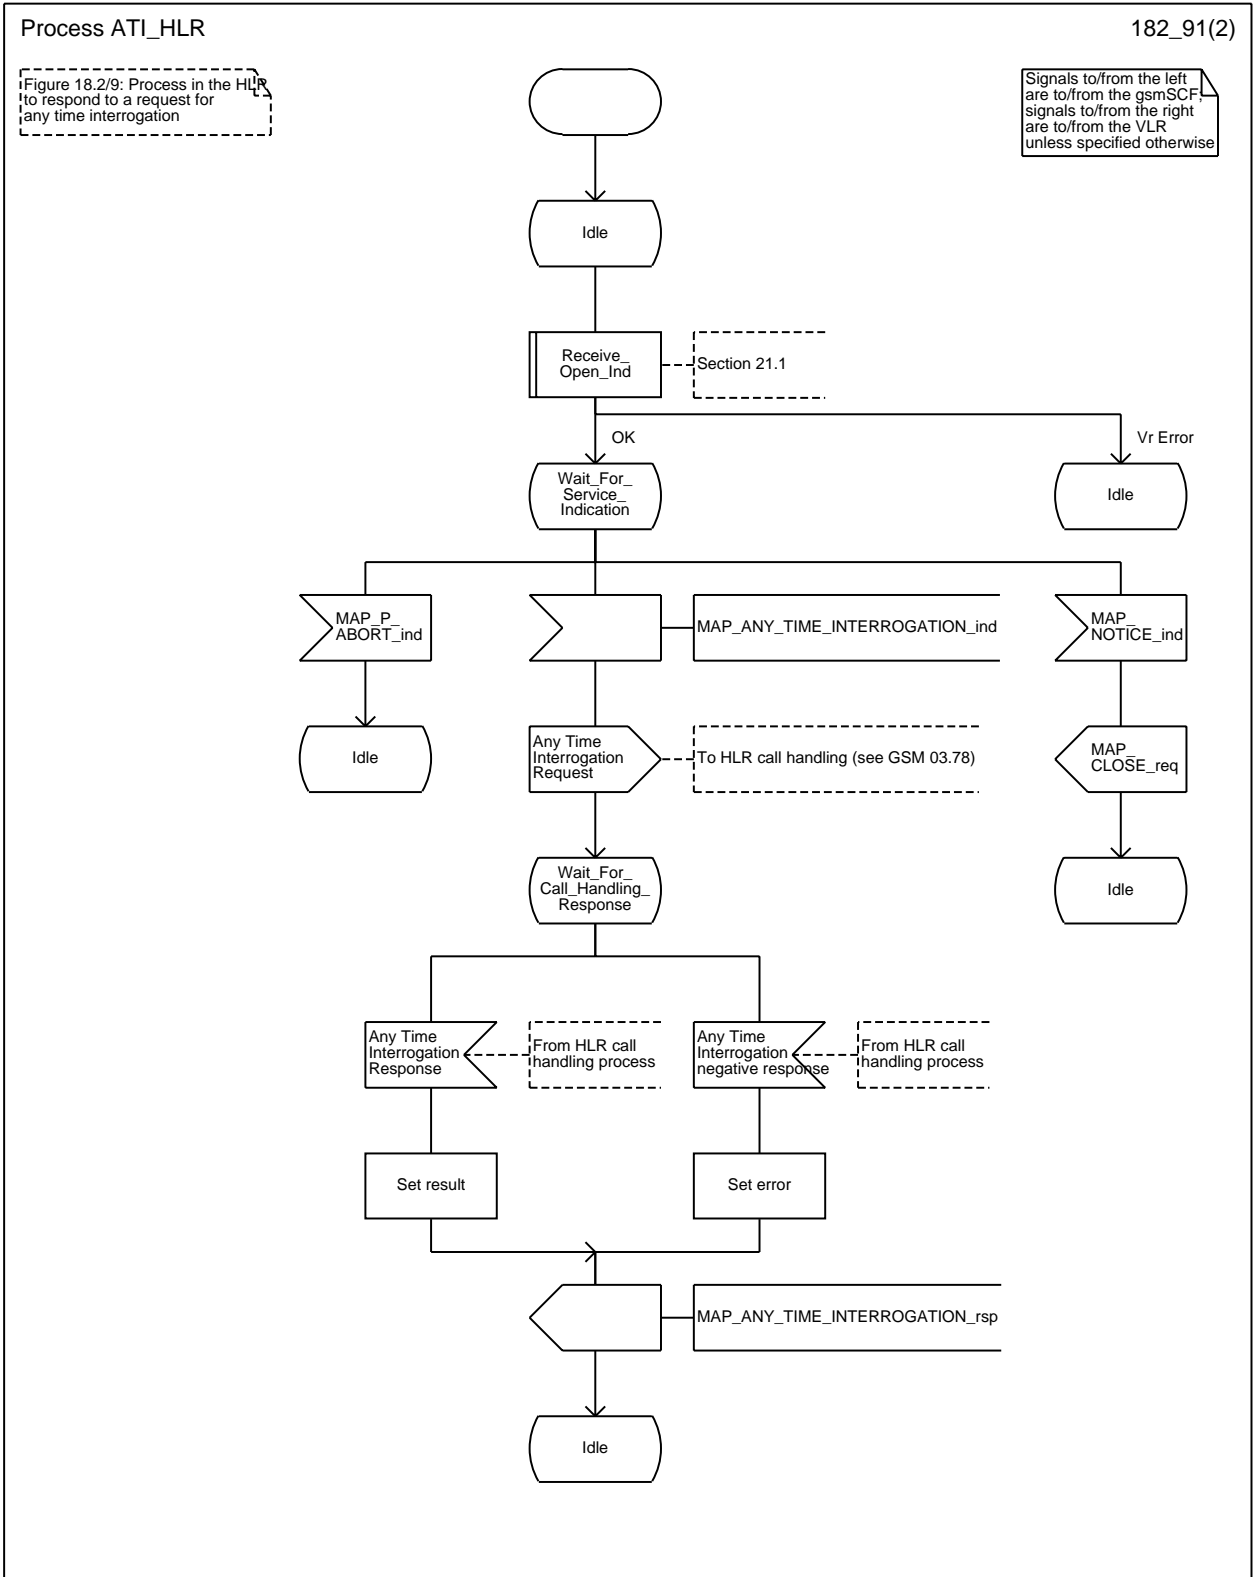 Process ATI_HLR
182_91(2)
Figure 18.2/9: Process in the HLR
to respond to a request for
any time interrogation
Signals to/from the left
are to/from the gsmSCF;
signals to/from the right
are to/from the VLR
unless specified otherwise
Idle
Receive_
Open_Ind
Section 21.1
OK
Vr Error
Wait_For_
Service_
Indication
Idle
MAP_P_
ABORT_ind
MAP_ANY_TIME_INTERROGATION_ind
MAP_
NOTICE_ind
Idle
Any Time
Interrogation
Request
To HLR call handling (see GSM 03.78)
MAP_
CLOSE_req
Wait_For_
Call_Handling_
Response
Idle
Any Time
Interrogation
Response
From HLR call
handling process
Any Time
Interrogation
negative response
From HLR call
handling process
Set result
Set error
MAP_ANY_TIME_INTERROGATION_rsp
Idle